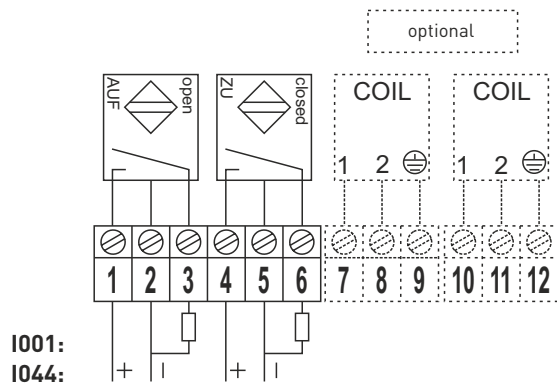 optional
AUF open
ZU closed
COIL
COIL
1 2
1 2
1 2 3 4 5 6 7 8 9 10 11 12
I001:
I044:
+ | + |